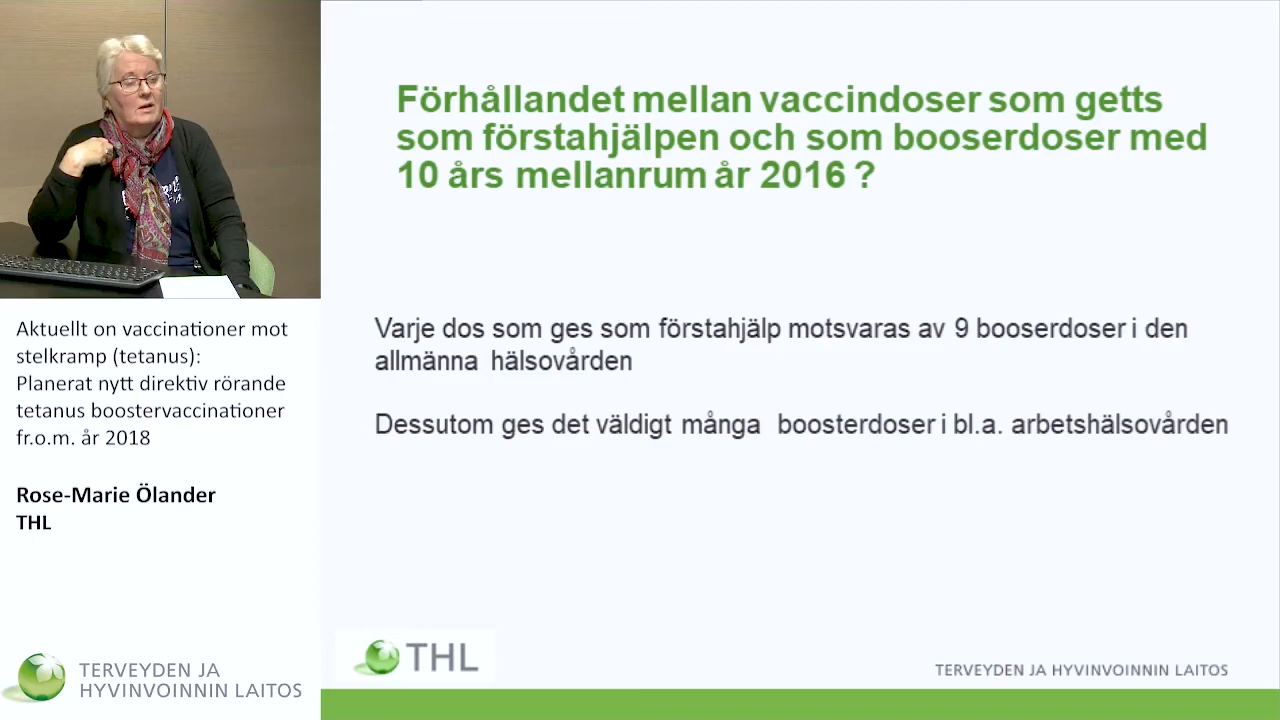 Förhållandet mellan vaccindoser som getts
som förstahjälpen och som booserdoser med
10 års mellanrum år 2016 ?
Varje dos som ges som förstahjälp motsvaras av 9 booserdoser i den
allmänna hälsovården
Dessutom ges det väldigt många boosterdoser i bl.a. arbetshälsovården
Aktuellt on vaccinationer mot
stelkramp (tetanus):
Planerat nytt direktiv rörande
tetanus boostervaccinationer
fr.o.m. år 2018
Rose-Marie Ölander
THL
TERVEYDEN JA
HYVINVOINNIN LAITOS
THL
TERVEYDEN JA HYVINVOINNIN LAITOS